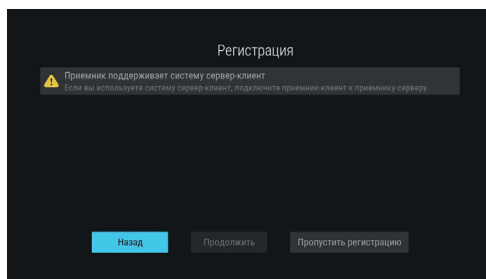 Регистрация
Приемник поддерживает систему сервер-клиент
Если вы используете систему сервер-клиент, подключите приемник-клиент к приемнику-серверу.
Назад
Продолжить
Пропустить регистрацию